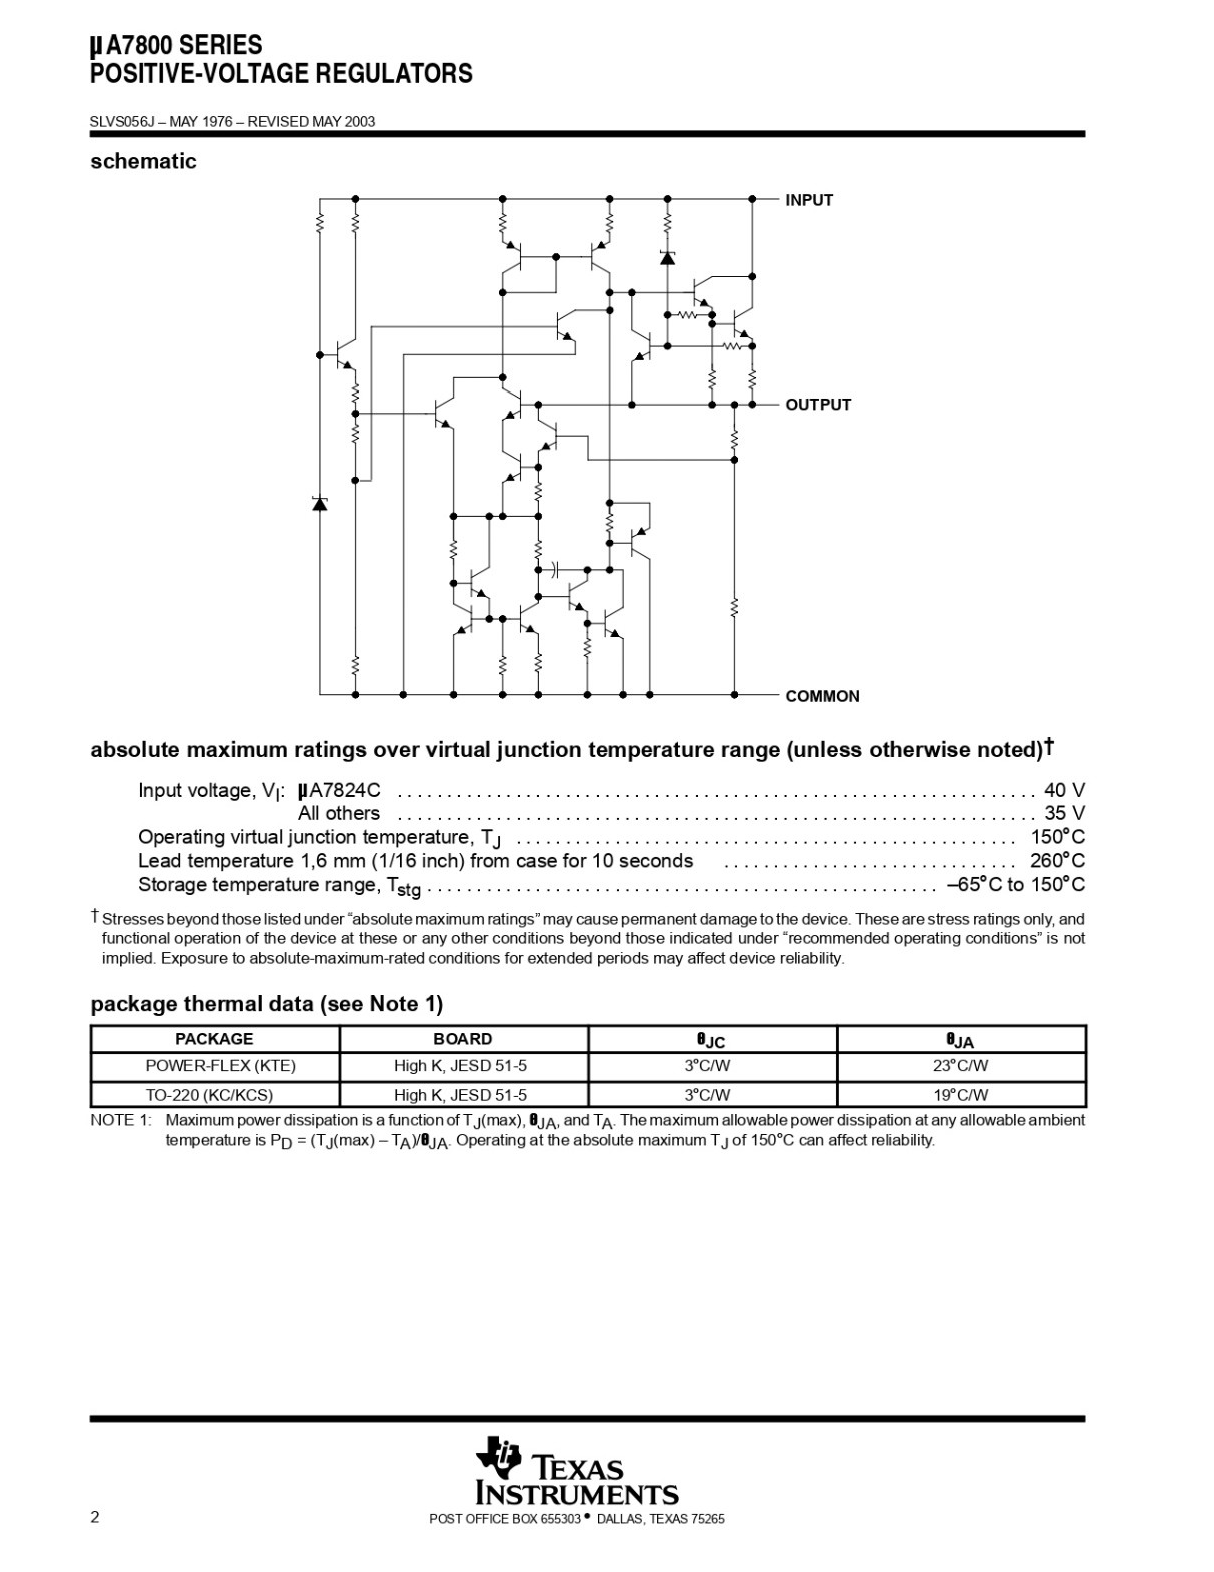 µA7800 SERIES
POSITIVE-VOLTAGE REGULATORS
SLVS056J – MAY 1976 – REVISED MAY 2003
schematic
INPUT
OUTPUT
COMMON
absolute maximum ratings over virtual junction temperature range (unless otherwise noted)†
Input voltage, VI: µA7824C . . . . . . . . . . . . . . . . . . . . . . . . . . . . . . . . . . . . . . . . . . . . . . . . . . . . . . . . . . . . . . . . . 40 V
All others . . . . . . . . . . . . . . . . . . . . . . . . . . . . . . . . . . . . . . . . . . . . . . . . . . . . . . . . . . . . . . . . . 35 V
Operating virtual junction temperature, TJ . . . . . . . . . . . . . . . . . . . . . . . . . . . . . . . . . . . . . . . . . . . . . . . . . . . 150°C
Lead temperature 1,6 mm (1/16 inch) from case for 10 seconds . . . . . . . . . . . . . . . . . . . . . . . . . . . . . . 260°C
Storage temperature range, Tstg . . . . . . . . . . . . . . . . . . . . . . . . . . . . . . . . . . . . . . . . . . . . . . . . . . . . –65°C to 150°C
† Stresses beyond those listed under “absolute maximum ratings” may cause permanent damage to the device. These are stress ratings only, and
functional operation of the device at these or any other conditions beyond those indicated under “recommended operating conditions” is not
implied. Exposure to absolute-maximum-rated conditions for extended periods may affect device reliability.
package thermal data (see Note 1)
PACKAGE BOARD θJC θJA
POWER-FLEX (KTE) High K, JESD 51-5 3°C/W 23°C/W
TO-220 (KC/KCS) High K, JESD 51-5 3°C/W 19°C/W
NOTE 1: Maximum power dissipation is a function of TJ(max), θJA, and TA. The maximum allowable power dissipation at any allowable ambient
temperature is PD = (TJ(max) – TA)/θJA. Operating at the absolute maximum TJ of 150°C can affect reliability.
TEXAS
INSTRUMENTS
2
POST OFFICE BOX 655303 • DALLAS, TEXAS 75265